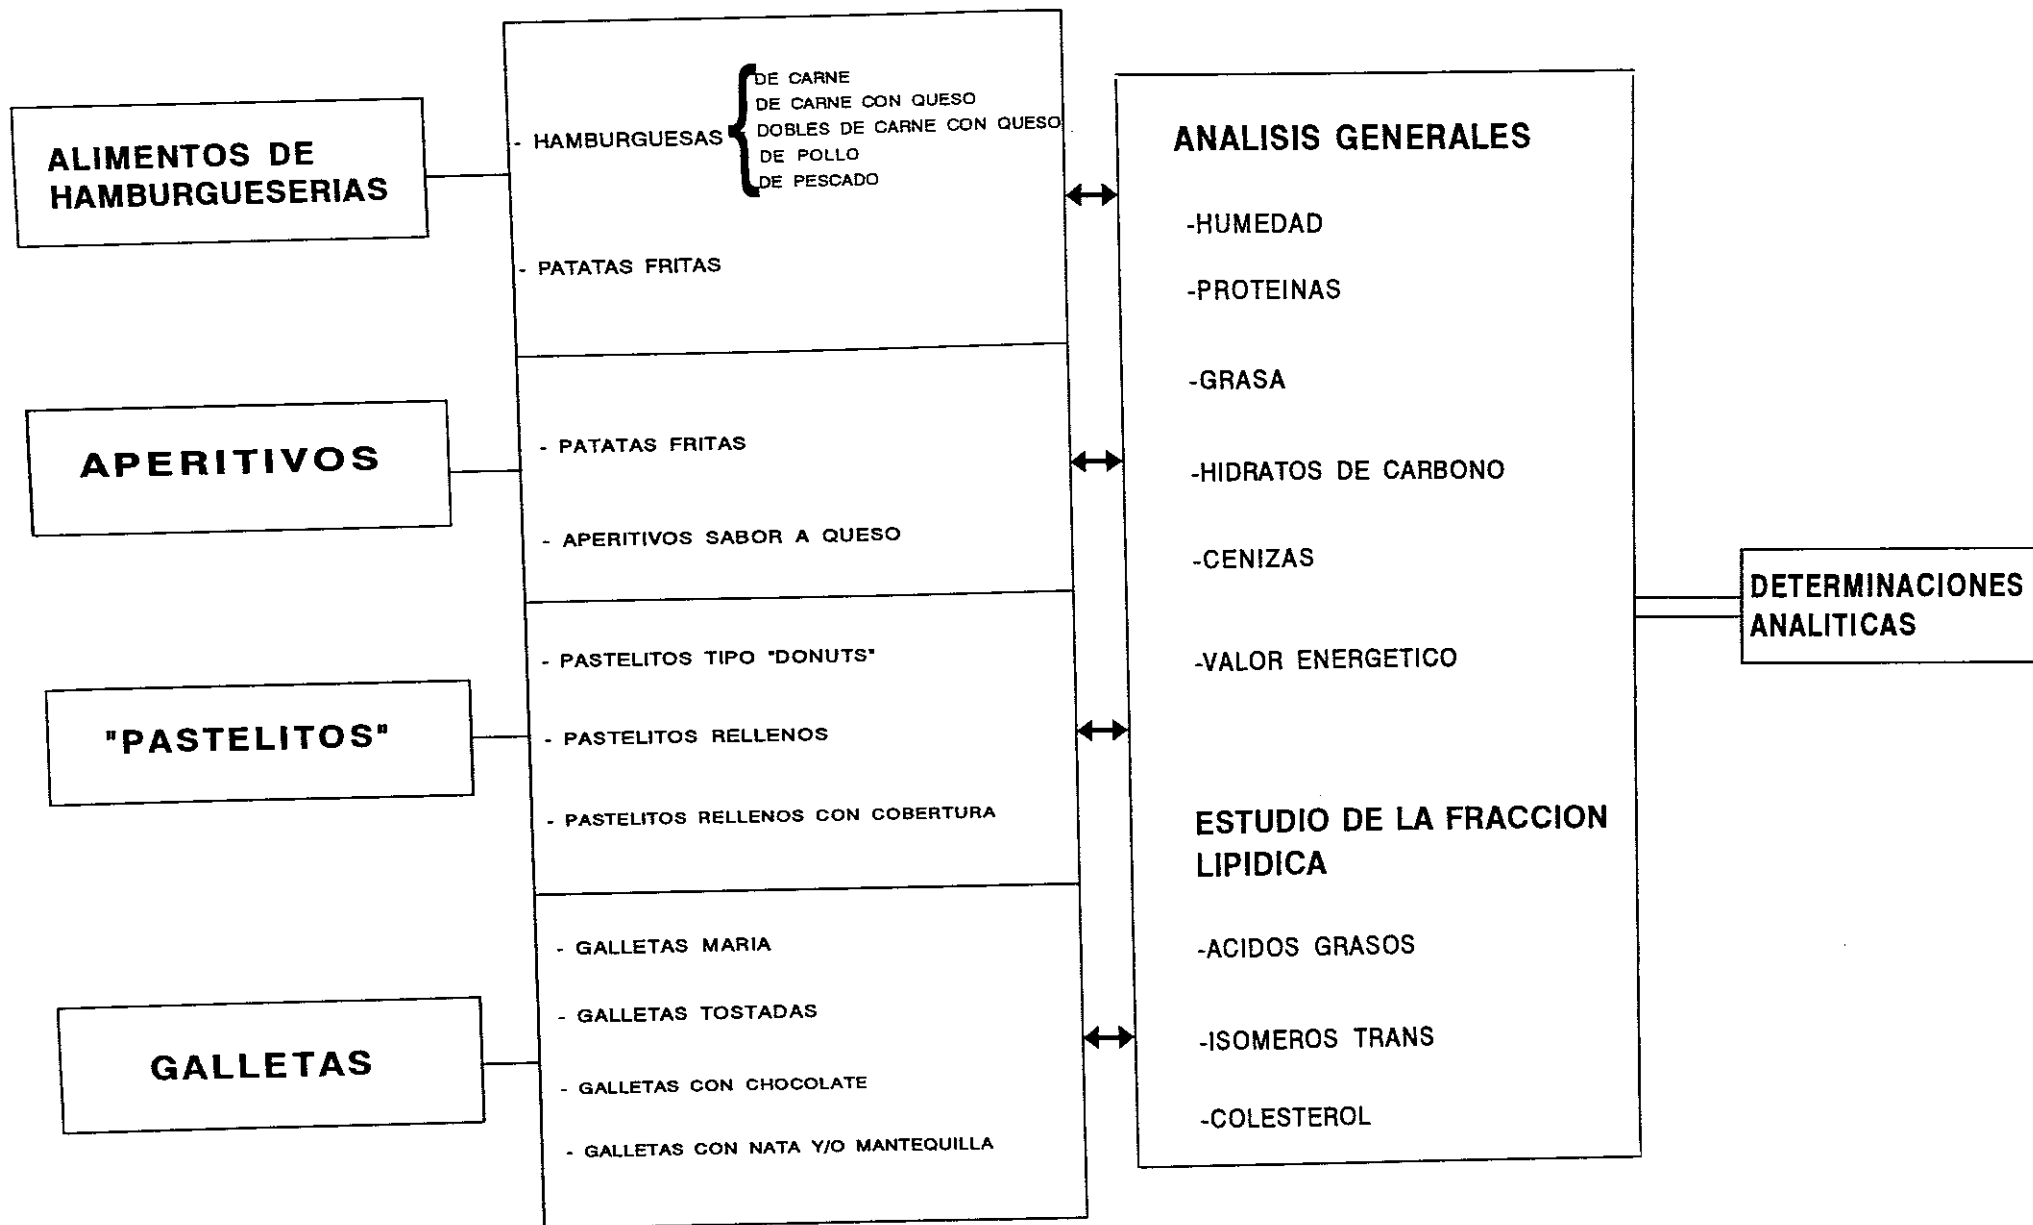 ALIMENTOS DE
HAMBURGUESERIAS
- HAMBURGUESAS
DE CARNE
DE CARNE CON QUESO
DOBLES DE CARNE CON QUESO
DE POLLO
DE PESCADO
- PATATAS FRITAS
APERITIVOS
- PATATAS FRITAS
- APERITIVOS SABOR A QUESO
"PASTELITOS"
- PASTELITOS TIPO "DONUTS"
- PASTELITOS RELLENOS
- PASTELITOS RELLENOS CON COBERTURA
GALLETAS
- GALLETAS MARIA
- GALLETAS TOSTADAS
- GALLETAS CON CHOCOLATE
- GALLETAS CON NATA Y/O MANTEQUILLA
ANALISIS GENERALES
-HUMEDAD
-PROTEINAS
-GRASA
-HIDRATOS DE CARBONO
-CENIZAS
-VALOR ENERGETICO
ESTUDIO DE LA FRACCION
LIPIDICA
-ACIDOS GRASOS
-ISOMEROS TRANS
-COLESTEROL
DETERMINACIONES
ANALITICAS